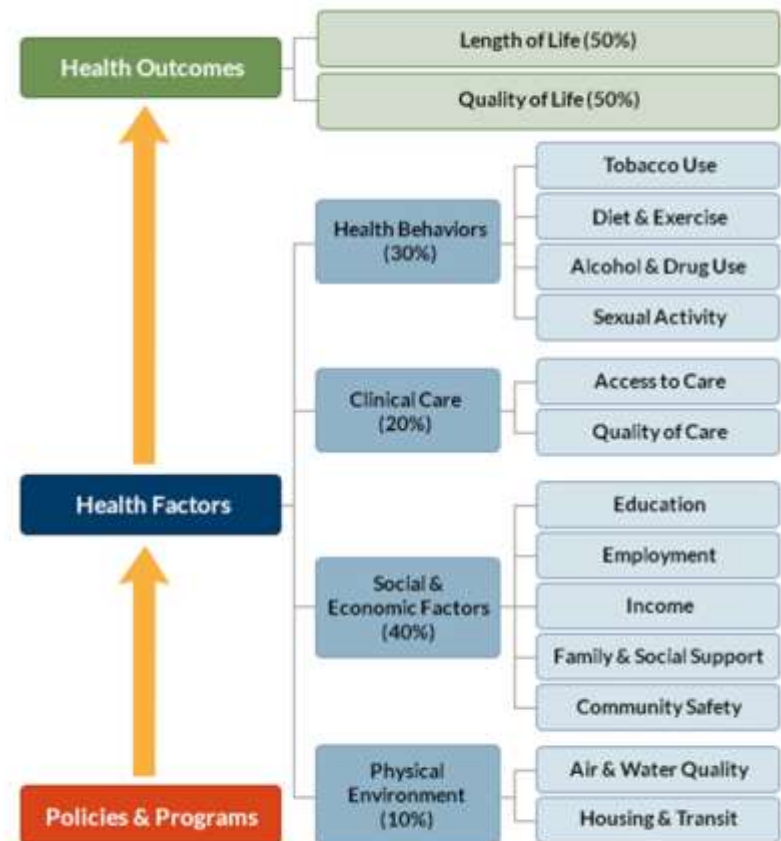 Health Outcomes
Length of Life (50%)
Quality of Life (50%)
Health Factors
Health Behaviors
(30%)
Tobacco Use
Diet & Exercise
Alcohol & Drug Use
Sexual Activity
Clinical Care
(20%)
Access to Care
Quality of Care
Social &
Economic Factors
(40%)
Education
Employment
Income
Family & Social Support
Community Safety
Physical
Environment
(10%)
Air & Water Quality
Housing & Transit
Policies & Programs